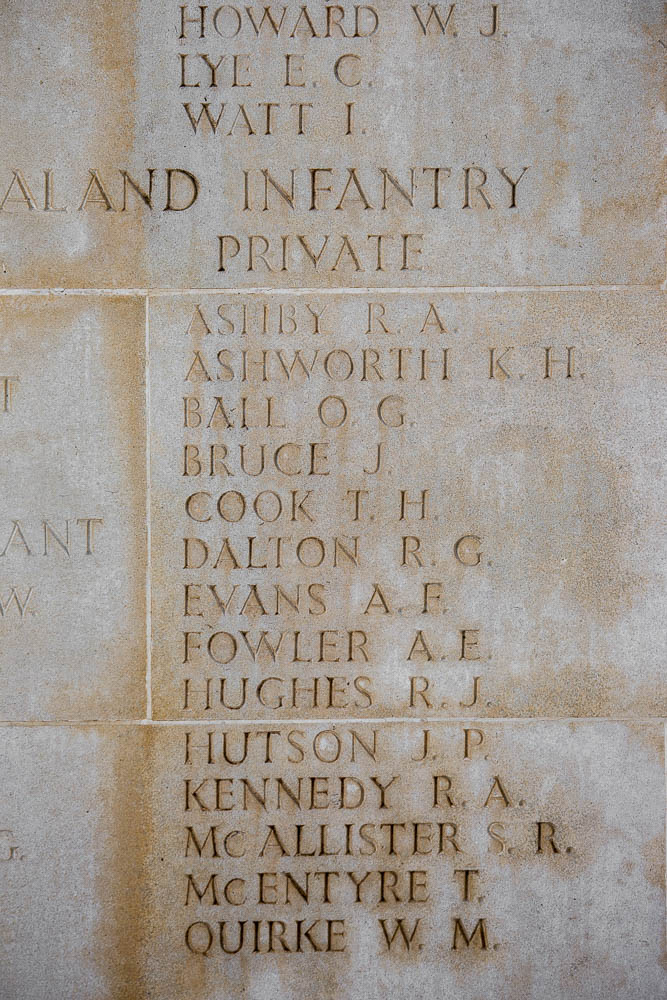 HOWARD W. J.
LYE E. C.
WATT I.
ALAND INFANTRY
PRIVATE
ASHBY R. A.
ASHWORTH K. H.
T
BALL O. G.
BRUCE J.
COOK T. H.
ANT
DALTON R. G.
W.
EVANS A. F.
FOWLER A. E.
HUGHES R. J.
HUTSON J. P.
KENNEDY R. A.
G.
MCALLISTER S. R.
MCENTYRE T.
QUIRKE W. M.